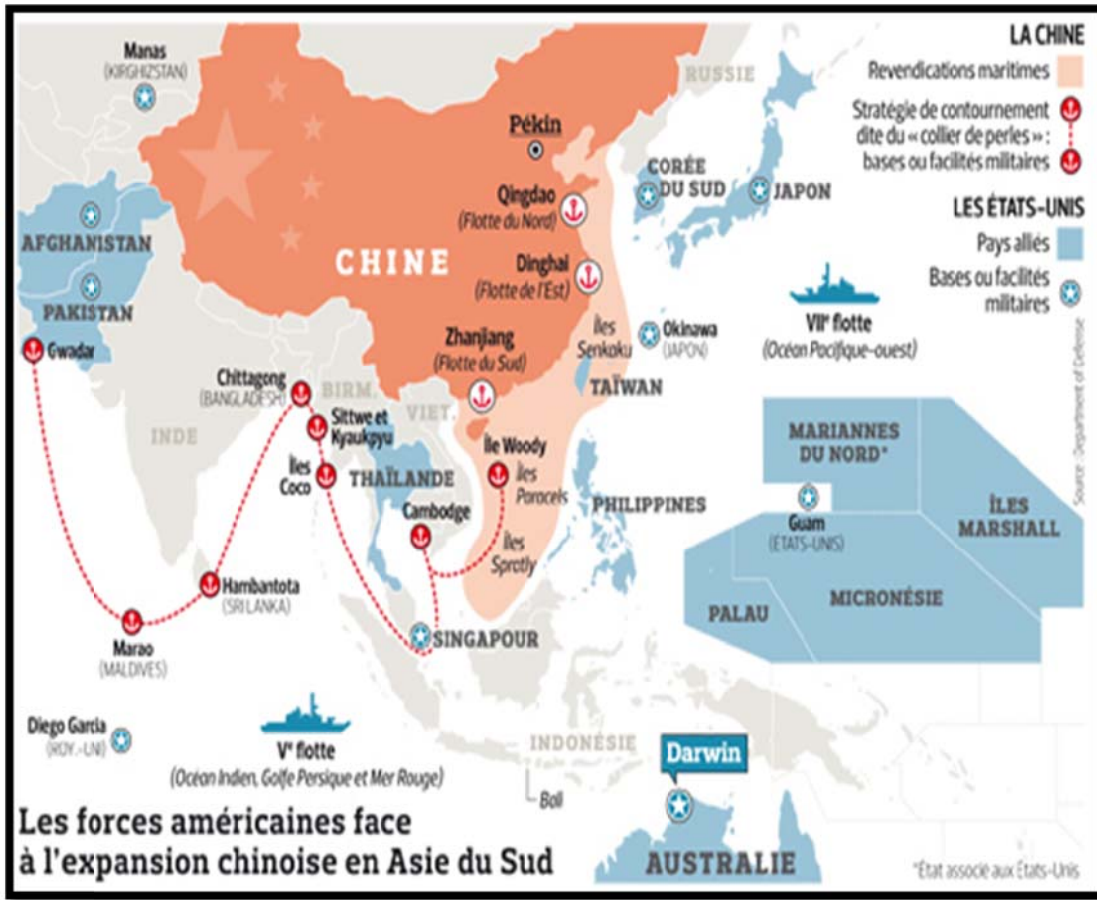 LA CHINE
Revendications maritimes
Stratégie de contournement
dite du « collier de perles » :
bases ou facilités militaires
LES ÉTATS-UNIS
Pays alliés
Bases ou facilités
militaires
Source : Department of Defense
Manas
(KIRGHIZSTAN)
RUSSIE
Pékin
CORÉE
DU SUD
JAPON
Qingdao
(Flotte du Nord)
AFGHANISTAN
CHINE
Dinghai
(Flotte de l'Est)
PAKISTAN
VIIe flotte
(Océan Pacifique-ouest)
Gwadar
Zhanjiang
(Flotte du Sud)
Îles
Senkaku
Okinawa
(JAPON)
TAÏWAN
Chittagong
(BANGLADESH)
BIRM.
VIET.
INDE
Sittwe et
Kyaukpyu
Île Woody
MARIANNES
DU NORD*
Îles
Coco
THAÏLANDE
Îles
Paracels
Cambodge
PHILIPPINES
Guam
(ÉTATS-UNIS)
ÎLES
MARSHALL
Îles
Spratly
Hambantota
(SRI LANKA)
PALAU
MICRONÉSIE
Marao
(MALDIVES)
SINGAPOUR
Diego Garcia
(ROY.-UNI)
Ve flotte
(Océan Indien, Golfe Persique et Mer Rouge)
INDONÉSIE
Darwin
Bali
Les forces américaines face
à l'expansion chinoise en Asie du Sud
AUSTRALIE
*État associé aux États-Unis